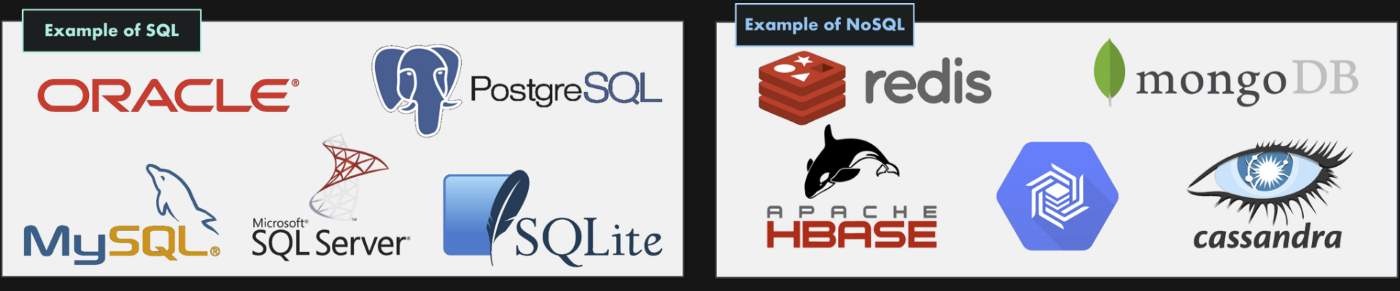 Example of SQL
ORACLE®
PostgreSQL
MySQL®
Microsoft®
SQL Server®
SQLite
Example of NoSQL
redis
mongoDB
APACHE
HBASE
cassandra